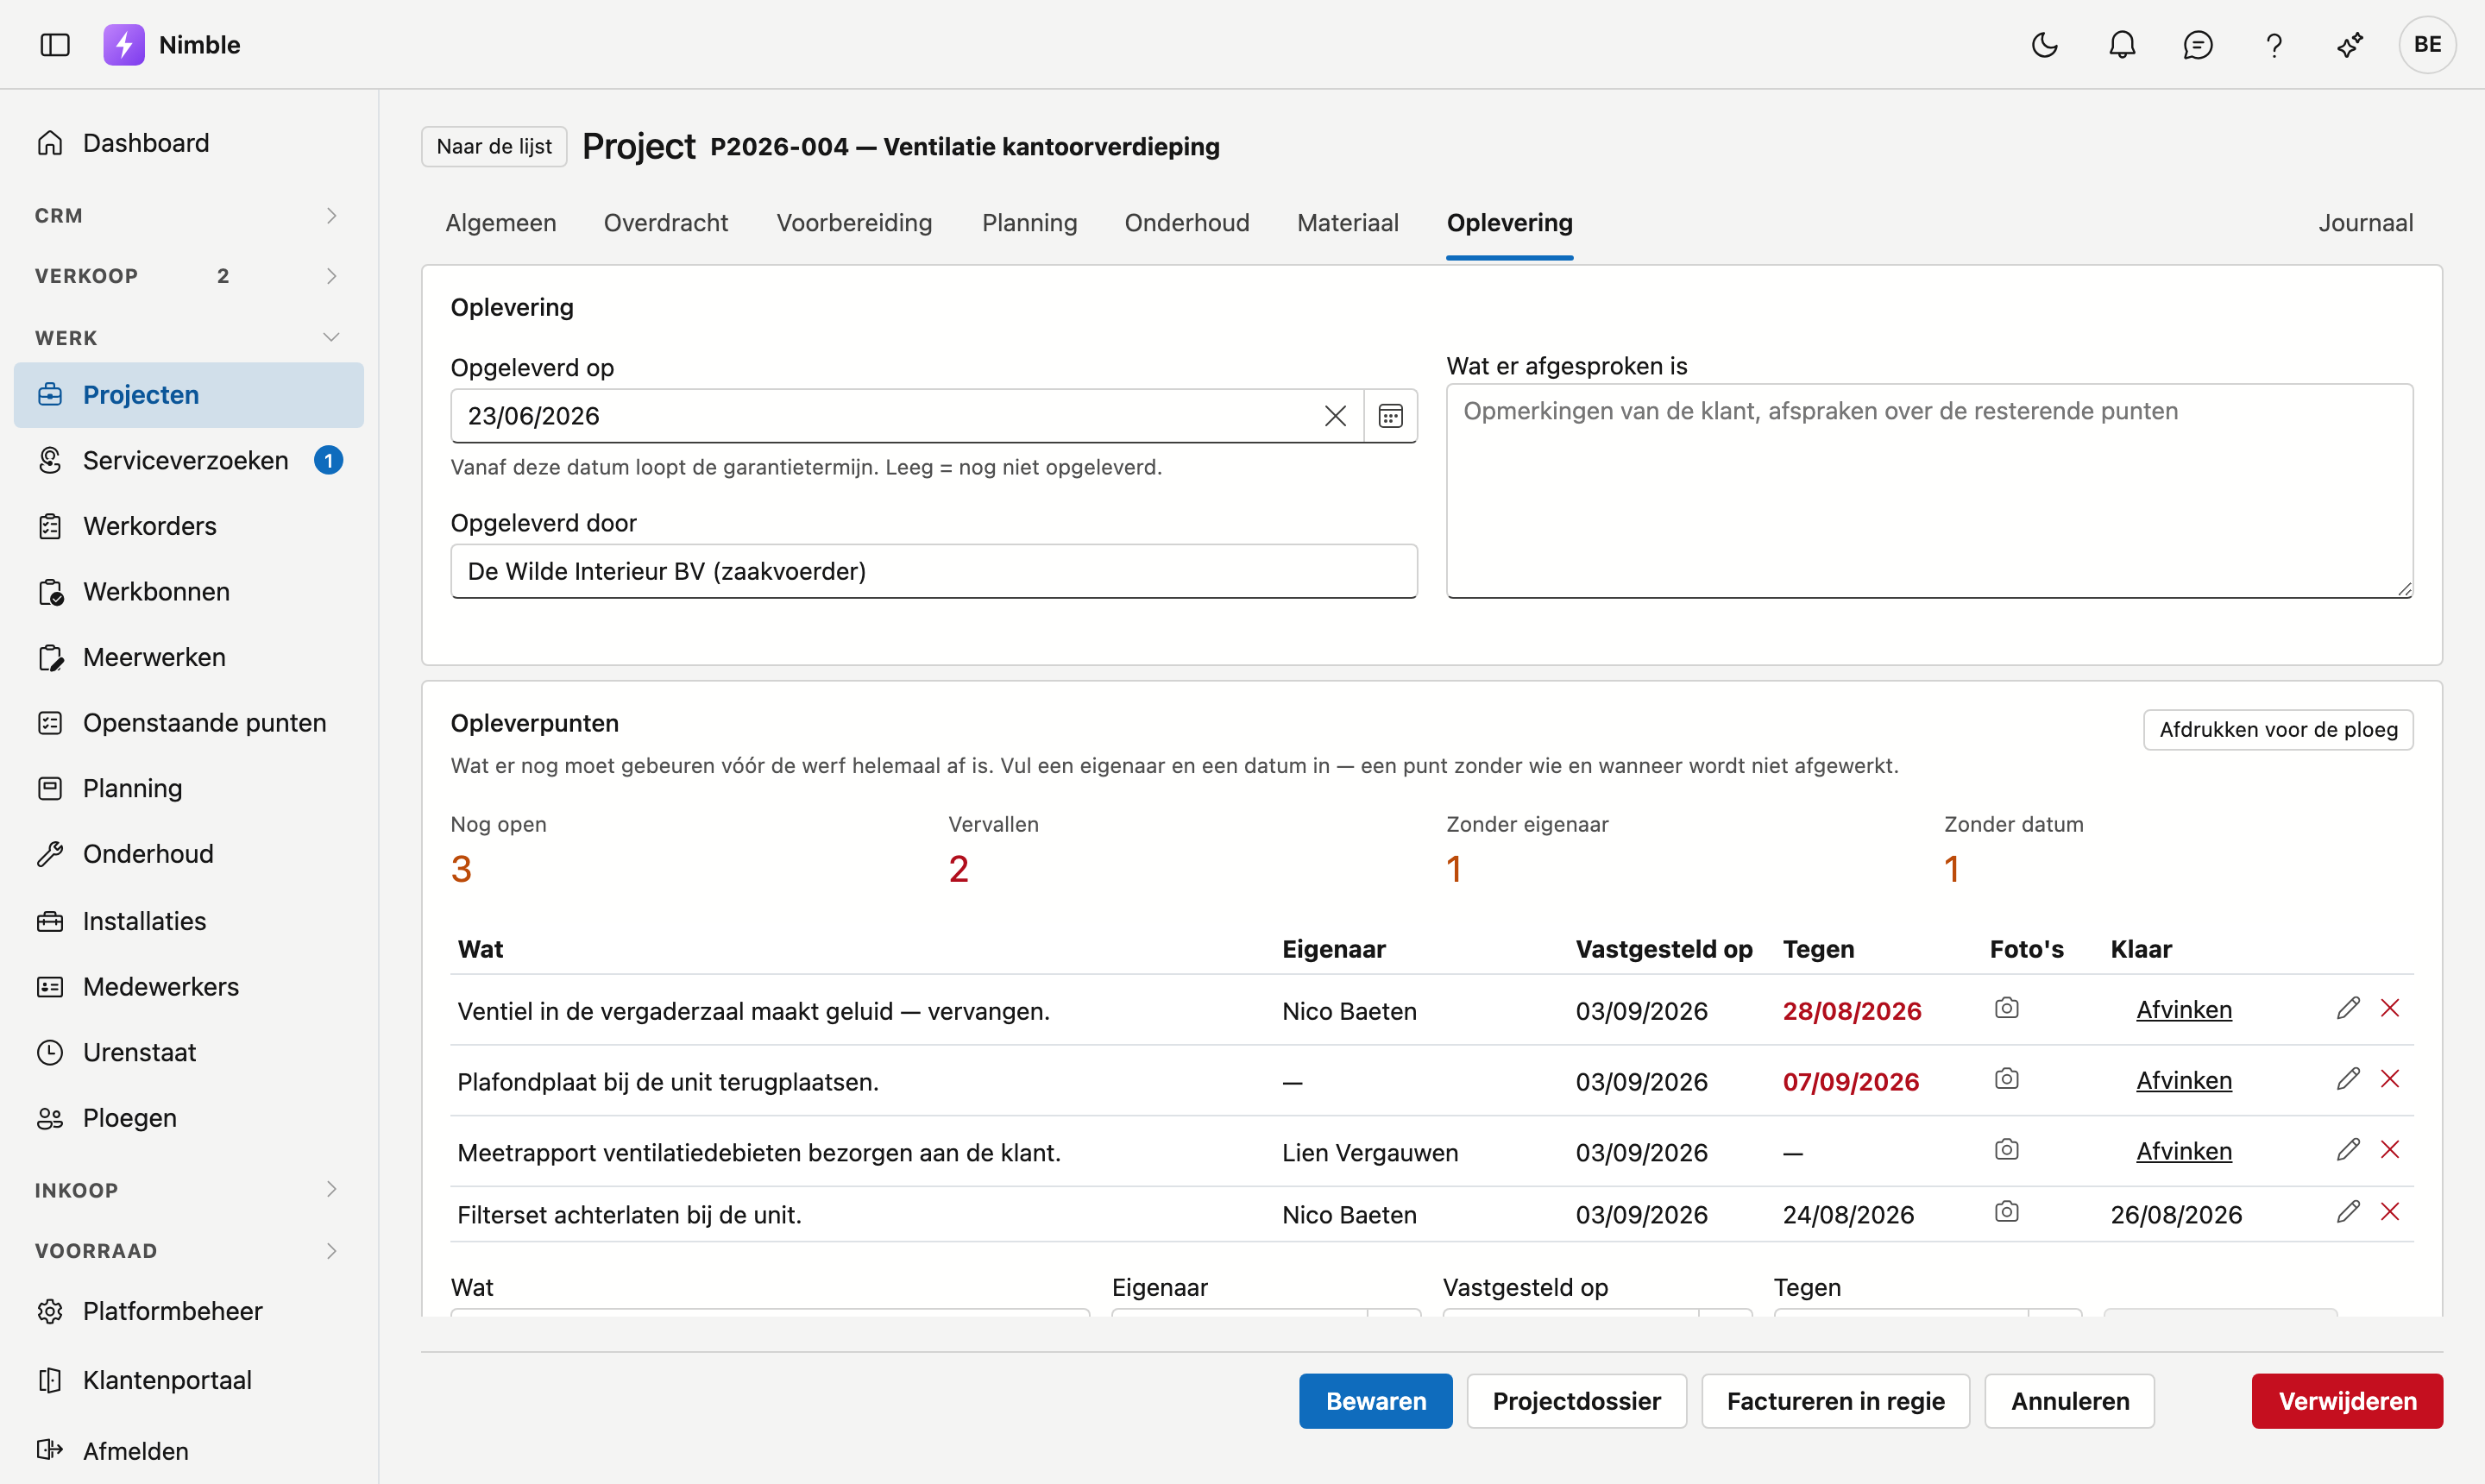 Nimble
BE
Dashboard
CRM
VERKOOP 2
WERK
Projecten
Serviceverzoeken 1
Werkorders
Werkbonnen
Meerwerken
Openstaande punten
Planning
Onderhoud
Installaties
Medewerkers
Urenstaat
Ploegen
INKOOP
VOORRAAD
Platformbeheer
Klantenportaal
Afmelden
Naar de lijst Project P2026-004 — Ventilatie kantoorverdieping
Algemeen Overdracht Voorbereiding Planning Onderhoud Materiaal Oplevering Journaal
Oplevering
Opgeleverd op
23/06/2026
Vanaf deze datum loopt de garantietermijn. Leeg = nog niet opgeleverd.
Opgeleverd door
De Wilde Interieur BV (zaakvoerder)
Wat er afgesproken is
Opmerkingen van de klant, afspraken over de resterende punten
Opleverpunten
Afdrukken voor de ploeg
Wat er nog moet gebeuren vóór de werf helemaal af is. Vul een eigenaar en een datum in — een punt zonder wie en wanneer wordt niet afgewerkt.
Nog open Vervallen Zonder eigenaar Zonder datum
3 2 1 1
Wat Eigenaar Vastgesteld op Tegen Foto's Klaar
Ventiel in de vergaderzaal maakt geluid — vervangen. Nico Baeten 03/09/2026 28/08/2026 Afvinken
Plafondplaat bij de unit terugplaatsen. — 03/09/2026 07/09/2026 Afvinken
Meetrapport ventilatiedebieten bezorgen aan de klant. Lien Vergauwen 03/09/2026 — Afvinken
Filterset achterlaten bij de unit. Nico Baeten 03/09/2026 24/08/2026 26/08/2026
Wat Eigenaar Vastgesteld op Tegen
Bewaren Projectdossier Factureren in regie Annuleren Verwijderen